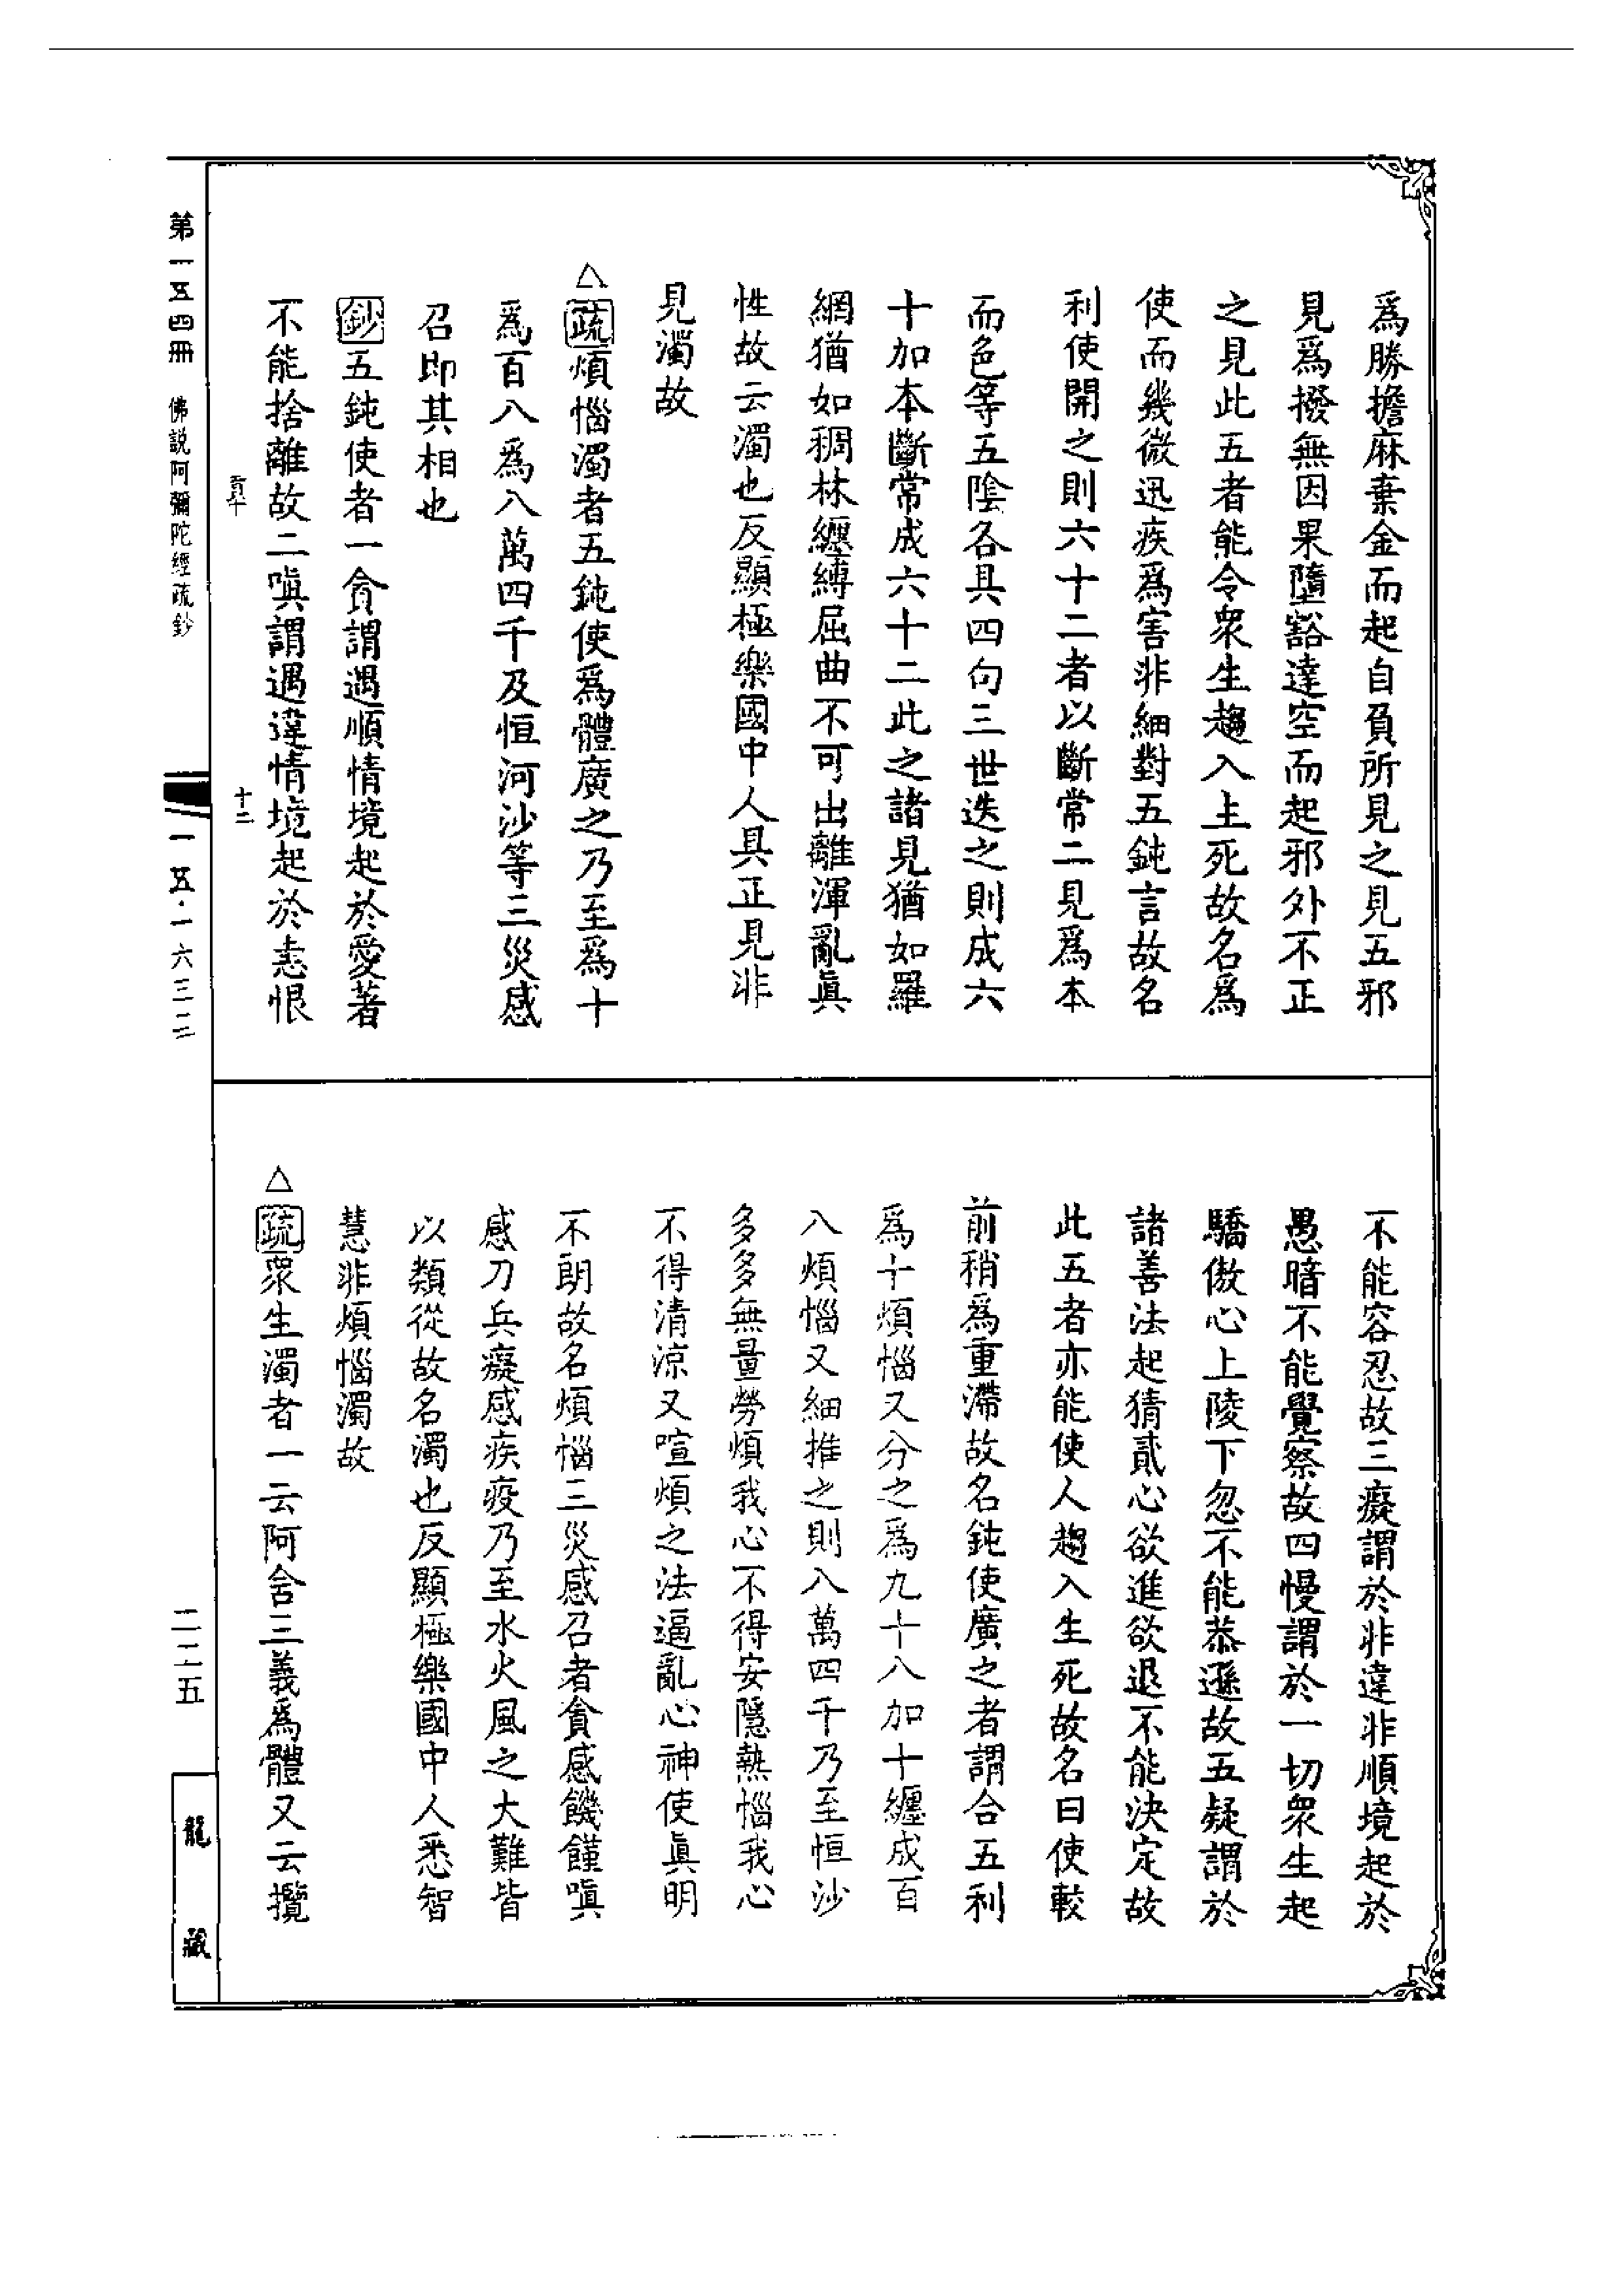 爲勝擔麻棄金而起自負所見之見五邪
見爲撥無因果墮豁達空而起邪外不正
之見此五者能令衆生趨入生死故名爲
使而幾微迅疾爲害非細對五鈍言故名
利使開之則六十二者以斷常二見爲本
而色等五陰各具四句三世迭之則成六
十加本斷常成六十二此之諸見猶如羅
網猶如稠林纏縛屈曲不可出離渾亂眞
性故云濁也反顯極樂國中人具正見非
見濁故
△疏煩惱濁者五鈍使爲體廣之乃至爲十
爲百八爲八萬四千及恒河沙等三災感
召即其相也
鈔五鈍使者一貪謂遇順情境起於愛著
不能捨離故二嗔謂遇違情境起於恚恨
十二
不能容忍故三癡謂於非違非順境起於
愚暗不能覺察故四慢謂於一切衆生起
驕傲心上陵下忽不能恭遜故五疑謂於
諸善法起猜貳心欲進欲退不能決定故
此五者亦能使人趨入生死故名曰使較
前稍爲重滯故名鈍使廣之者謂合五利
爲十煩惱又分之爲九十八加十纏成百
八煩惱又細推之則八萬四千乃至恒沙
多多無量勞煩我心不得安隱熱惱我心
不得清涼又喧煩之法逼亂心神使眞明
不朗故名煩惱三災感召者貪感饑饉嗔
感刀兵癡感疾疫乃至水火風之大難皆
以類從故名濁也反顯極樂國中人悉智
慧非煩惱濁故
△疏衆生濁者一云阿含三義爲體又云攬
第一五四冊 佛説阿彌陀經疏鈔
一五·一六三二
二二五
龍藏